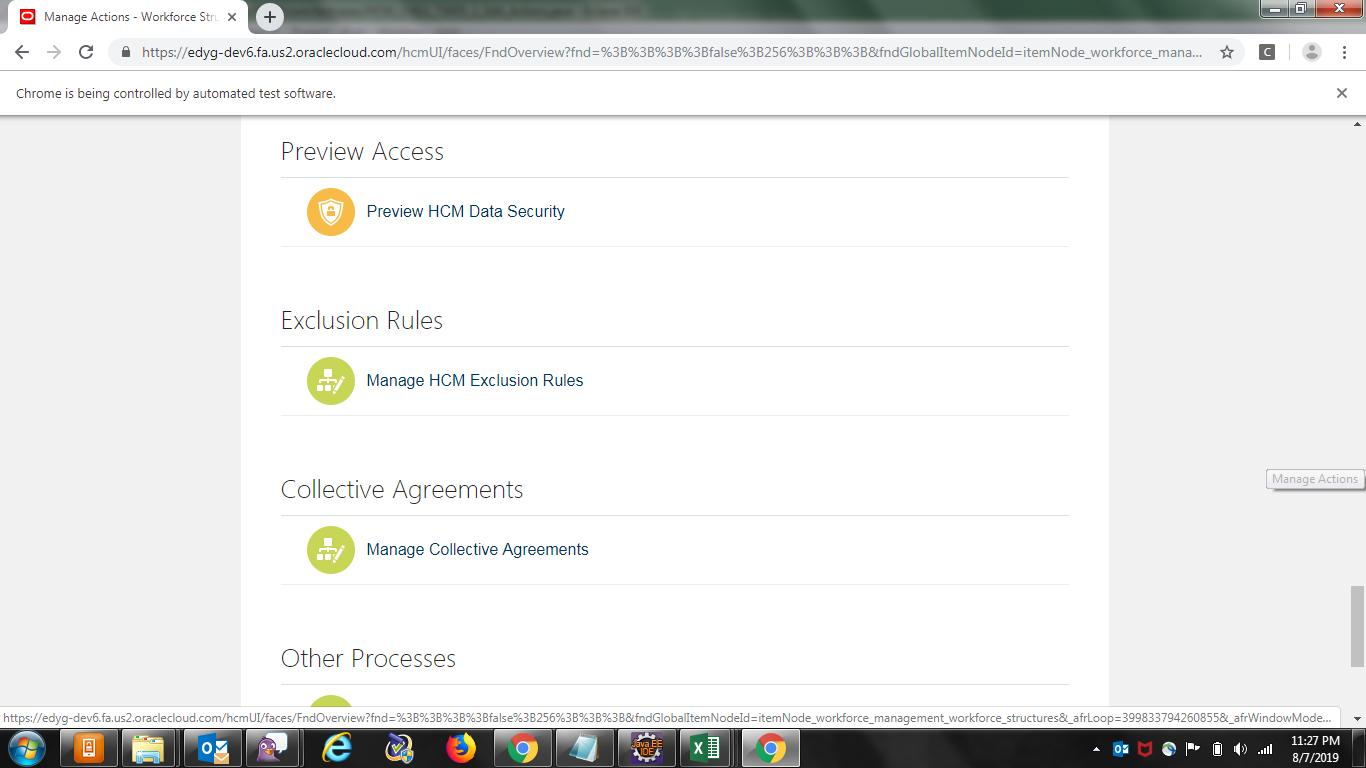 Manage Actions - Workforce Stru
https://edyg-dev6.fa.us2.oraclecloud.com/hcmUI/faces/FndOverview?fnd=%3B%3B%3B%3Bfalse%3B256%3B%3B%3B&fndGlobalItemNodeId=itemNode_workforce_mana...
C
Chrome is being controlled by automated test software.
Preview Access
Preview HCM Data Security
Exclusion Rules
Manage HCM Exclusion Rules
Collective Agreements
Manage Actions
Manage Collective Agreements
Other Processes
https://edyg-dev6.fa.us2.oraclecloud.com/hcmUI/faces/FndOverview?fnd=%3B%3B%3B%3Bfalse%3B256%3B%3B%3B&fndGlobalItemNodeId=itemNode_workforce_management_workforce_structures&_afrLoop=399833794260855&_afrWindowMode...
Java EE
IDE
11:27 PM
8/7/2019